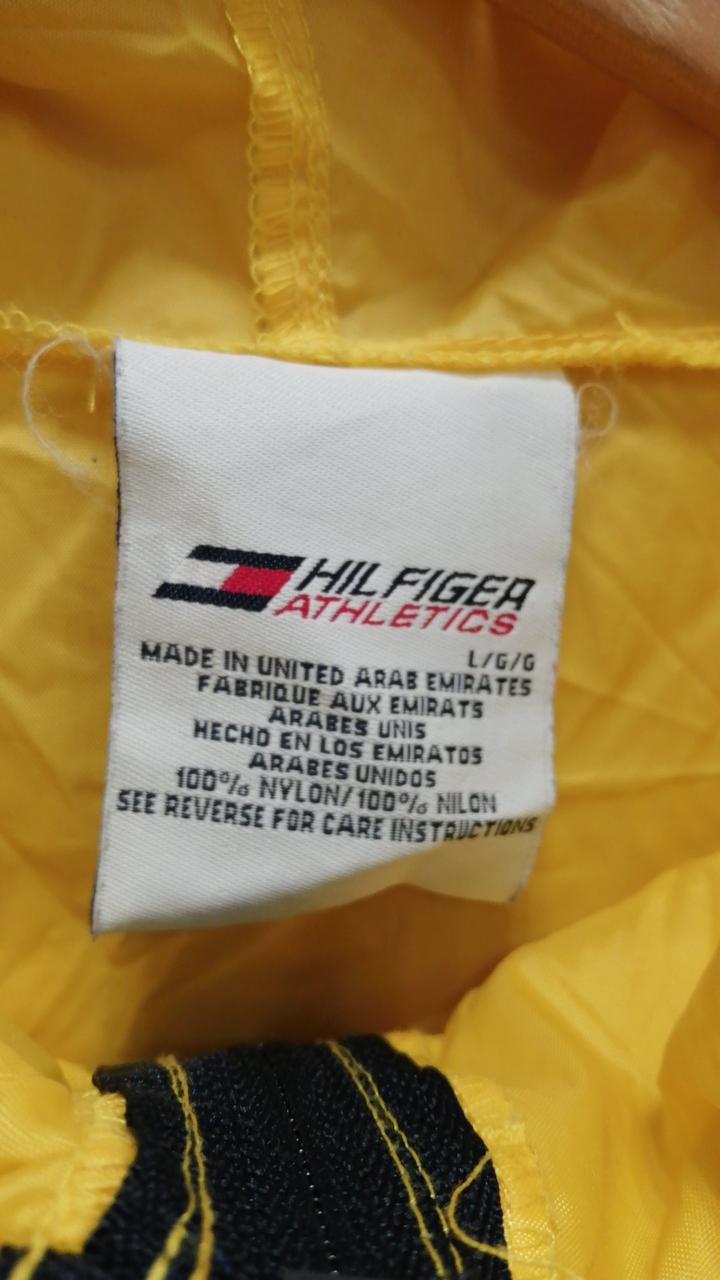 HILFIGER
ATHLETICS
L/G/G
MADE IN UNITED ARAB EMIRATES
FABRIQUE AUX EMIRATS
ARABES UNIS
HECHO EN LOS EMIRATOS
ARABES UNIDOS
100% NYLON/100% NILON
SEE REVERSE FOR CARE INSTRUCTIONS